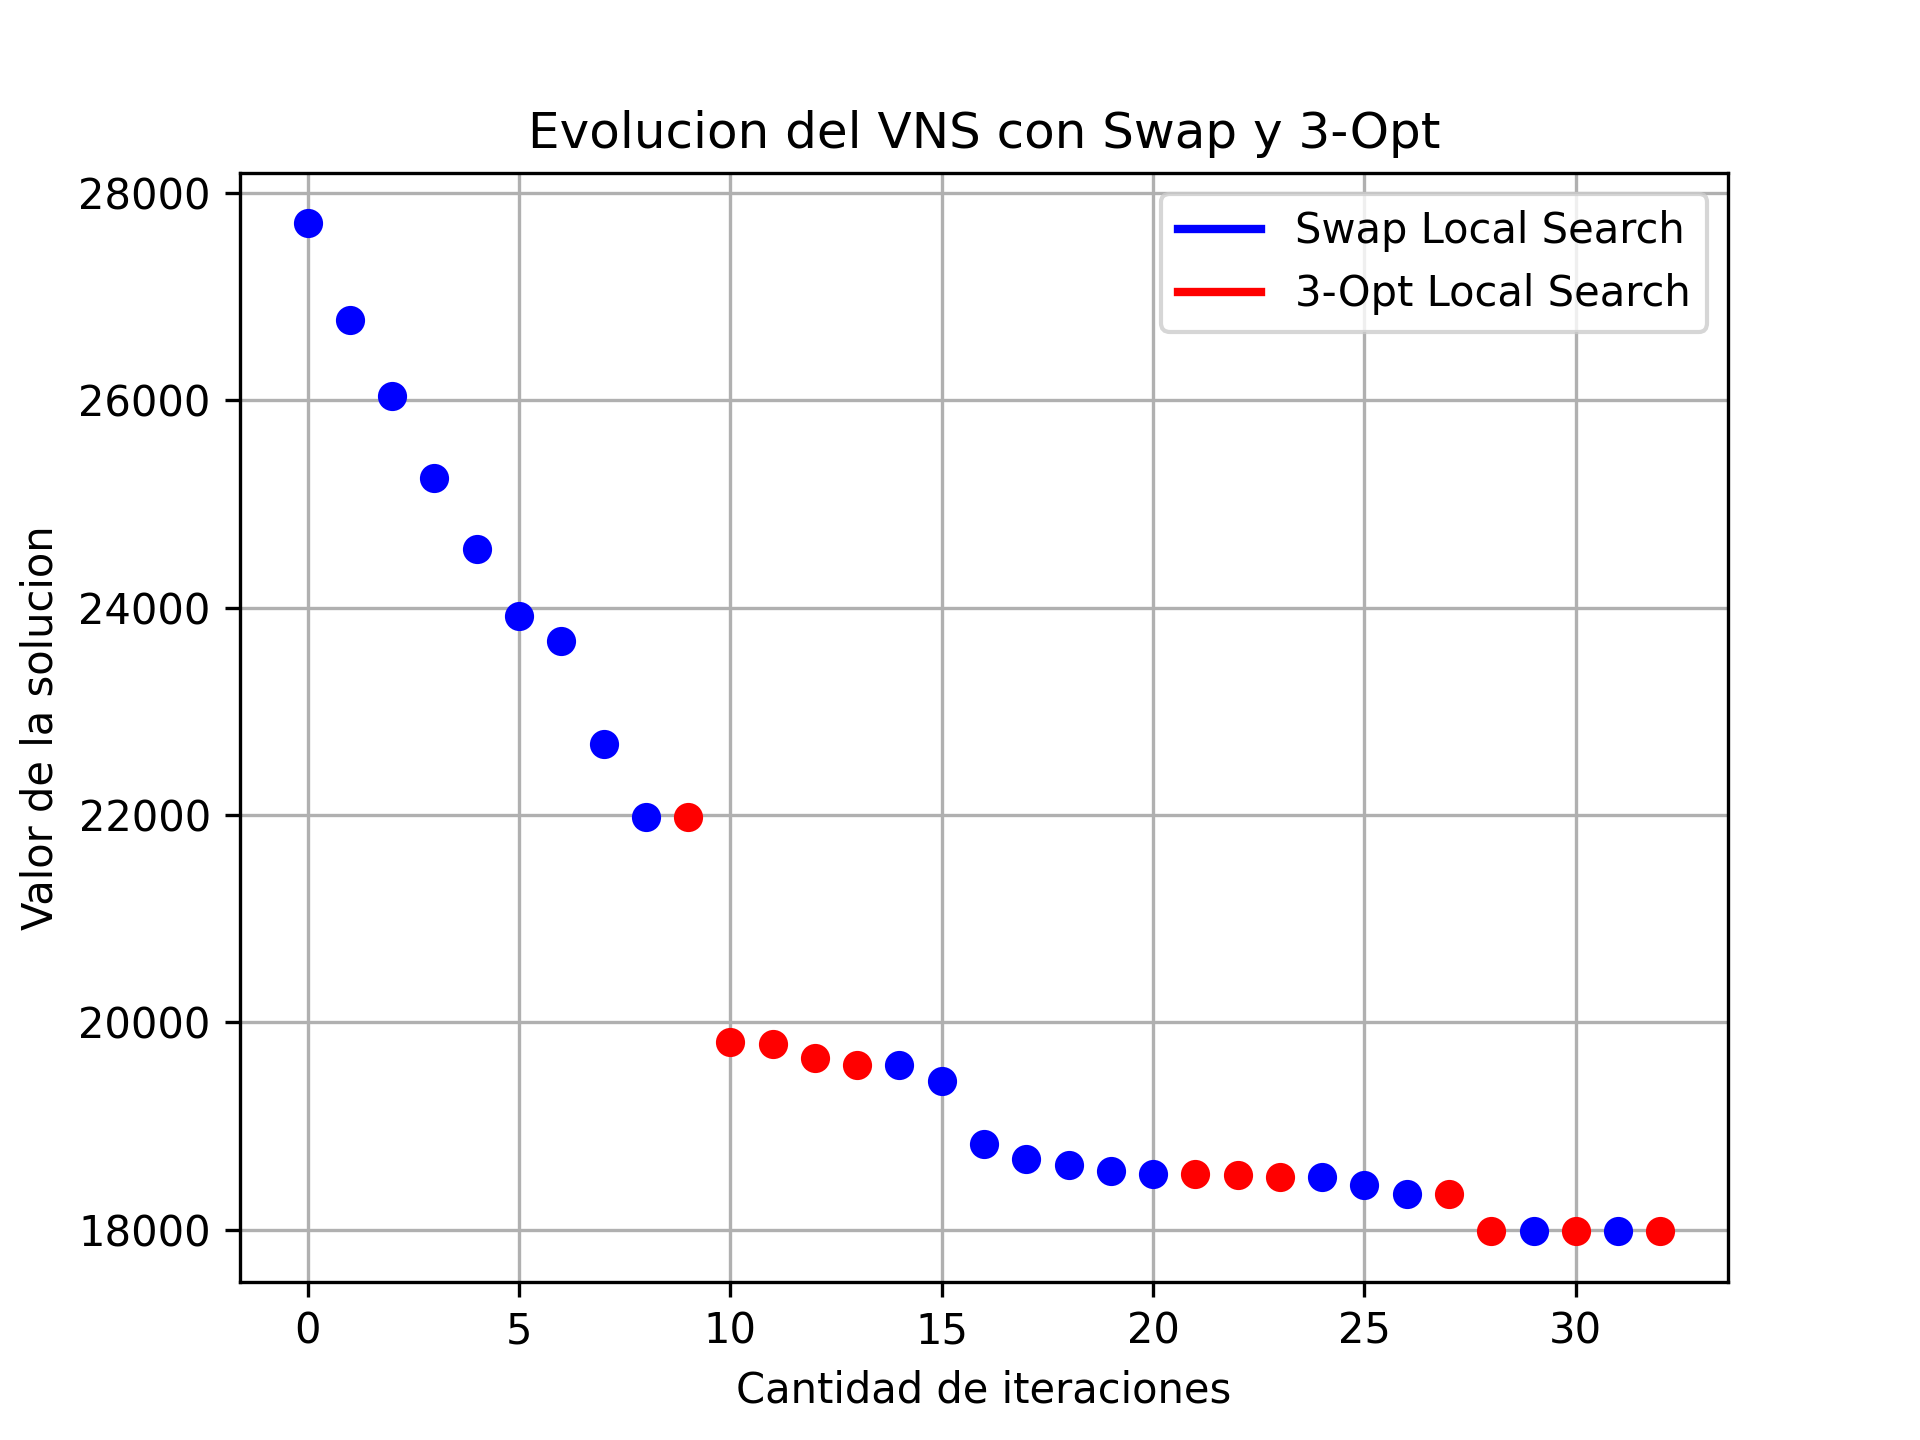 Evolucion del VNS con Swap y 3-Opt
Swap Local Search
3-Opt Local Search
Valor de la solucion
28000
26000
24000
22000
20000
18000
0 5 10 15 20 25 30
Cantidad de iteraciones